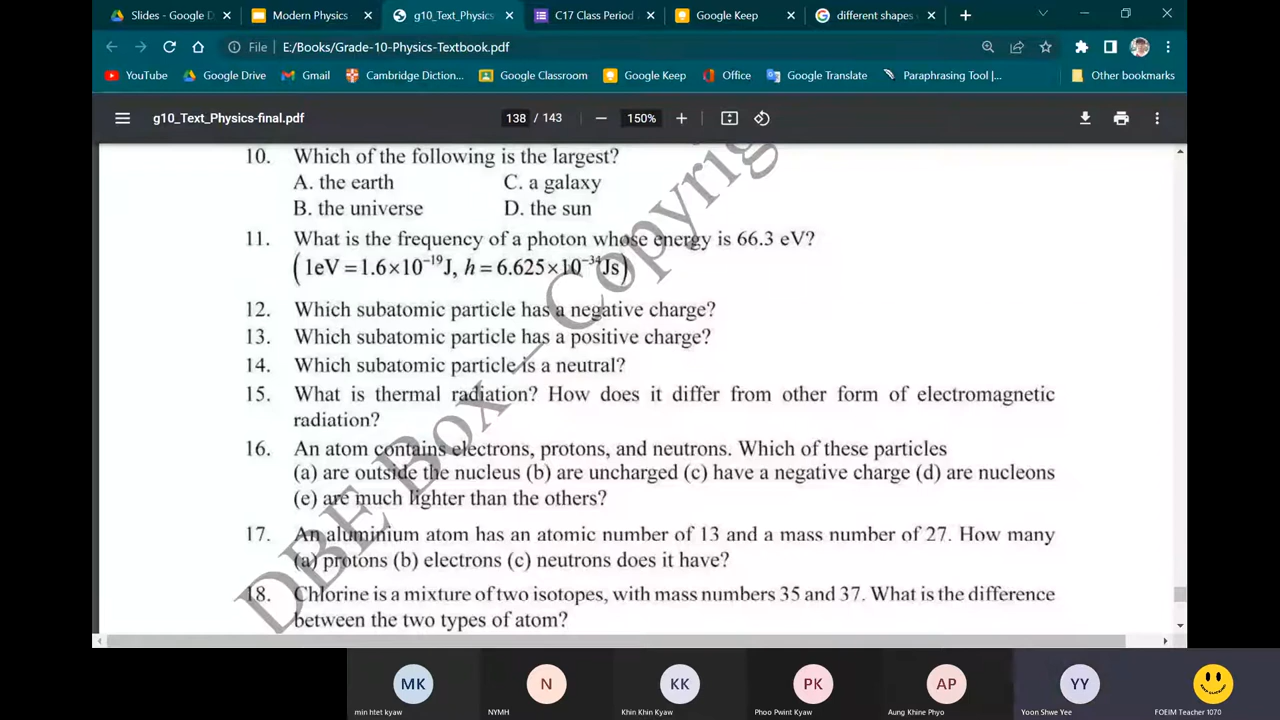 Slides - Google D
Modern Physics
g10_Text_Physics
C17 Class Period
Google Keep
different shapes
File
E:/Books/Grade-10-Physics-Textbook.pdf
YouTube
Google Drive
Gmail
Cambridge Diction...
Google Classroom
Google Keep
Office
Google Translate
Paraphrasing Tool |...
Other bookmarks
g10_Text_Physics-final.pdf
138 / 143
150%
10. Which of the following is the largest?
A. the earth C. a galaxy
B. the universe D. the sun
11. What is the frequency of a photon whose energy is 66.3 eV?
(1eV = 1.6×10⁻¹⁹J, h = 6.625×10⁻³⁴Js)
12. Which subatomic particle has a negative charge?
13. Which subatomic particle has a positive charge?
14. Which subatomic particle is a neutral?
15. What is thermal radiation? How does it differ from other form of electromagnetic
radiation?
16. An atom contains electrons, protons, and neutrons. Which of these particles
(a) are outside the nucleus (b) are uncharged (c) have a negative charge (d) are nucleons
(e) are much lighter than the others?
17. An aluminium atom has an atomic number of 13 and a mass number of 27. How many
(a) protons (b) electrons (c) neutrons does it have?
18. Chlorine is a mixture of two isotopes, with mass numbers 35 and 37. What is the difference
between the two types of atom?
DBE Box – Copyrig
MK
N
KK
PK
AP
YY
min htet kyaw
NYMH
Khin Khin Kyaw
Phoo Pwint Kyaw
Aung Khine Phyo
Yoon Shwe Yee
FOEIM Teacher 1070